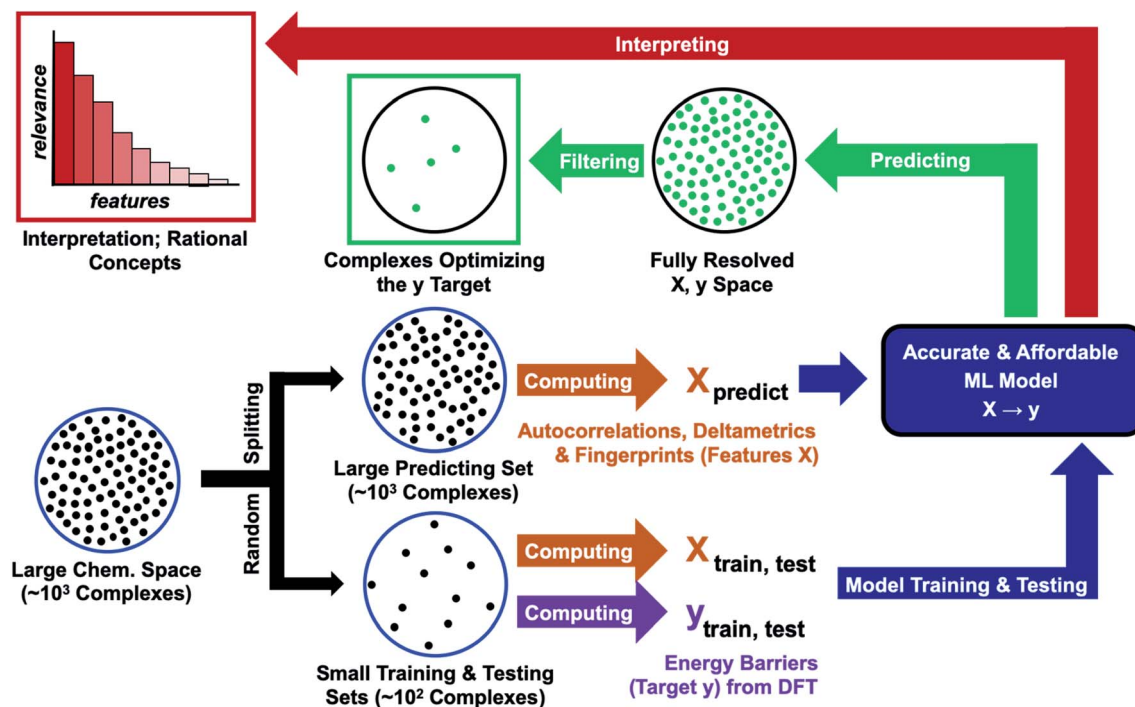 Interpreting
relevance
features
Interpretation; Rational
Concepts
Filtering
Predicting
Complexes Optimizing
the y Target
Fully Resolved
X, y Space
Large Chem. Space
(~10³ Complexes)
Random
Splitting
Large Predicting Set
(~10³ Complexes)
Computing
X predict
Autocorrelations, Deltametrics
& Fingerprints (Features X)
Accurate & Affordable
ML Model
X → y
Small Training & Testing
Sets (~10² Complexes)
Computing
X train, test
Computing
y train, test
Energy Barriers
(Target y) from DFT
Model Training & Testing